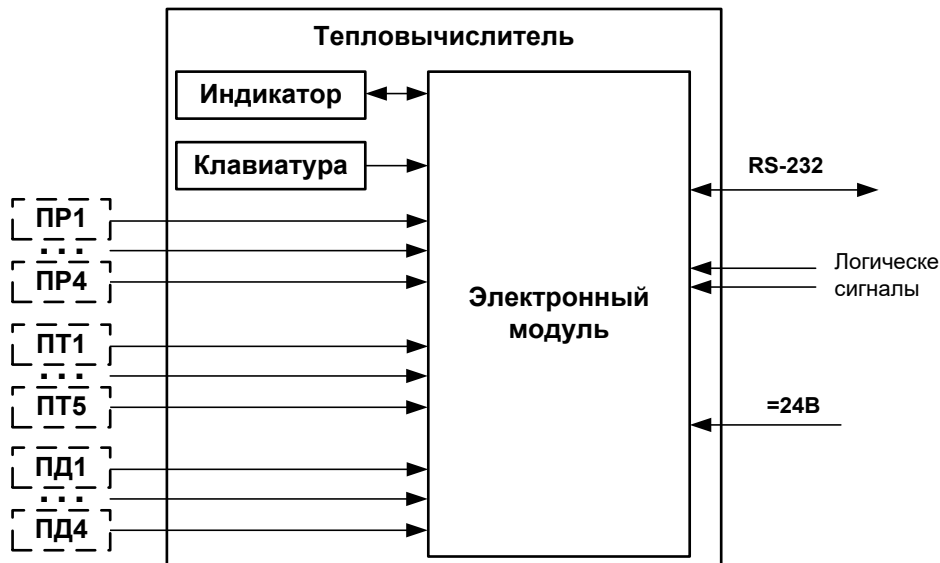 Тепловычислитель
Индикатор
Клавиатура
RS-232
ПР1
. . .
ПР4
Логическе
сигналы
Электронный
модуль
ПТ1
. . .
ПТ5
=24В
ПД1
. . .
ПД4